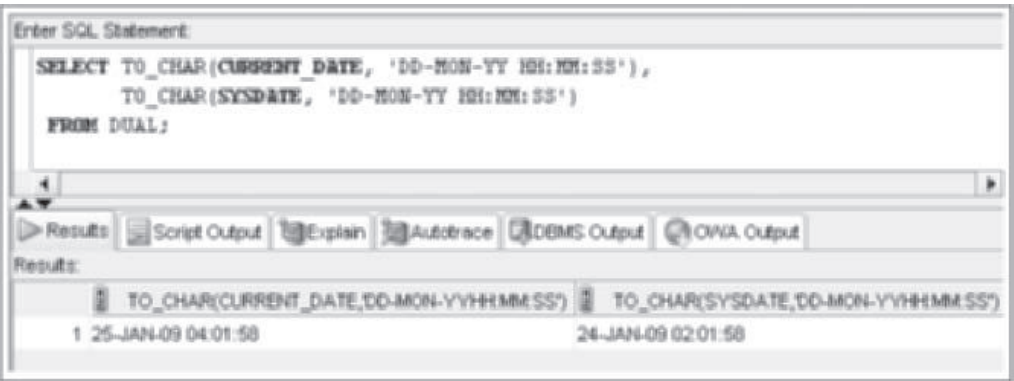 Enter SQL Statement:
SELECT TO_CHAR(CURRENT_DATE, 'DD-MON-YY HH:MM:SS'),
TO_CHAR(SYSDATE, 'DD-MON-YY HH:MM:SS')
FROM DUAL;
Results Script Output Explain Autotrace DBMS Output OWA Output
Results:
TO_CHAR(CURRENT_DATE,'DD-MON-YYHH:MM:SS') TO_CHAR(SYSDATE,'DD-MON-YYHH:MM:SS')
1 25-JAN-09 04:01:58 24-JAN-09 02:01:58